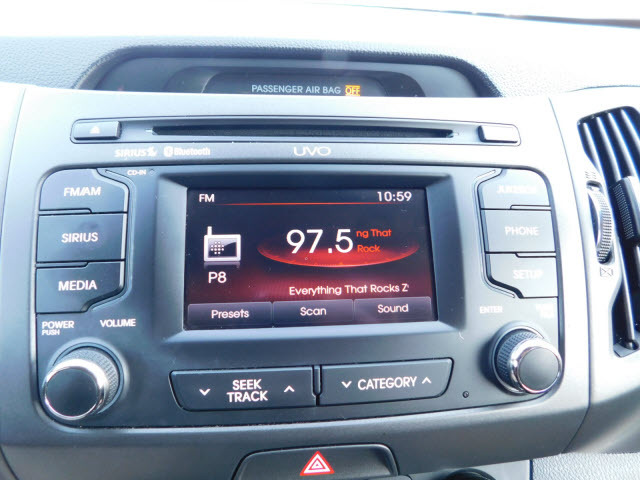 PASSENGER AIR BAG OFF
SIRIUS Bluetooth UVO
CD-IN
FM/AM
SIRIUS
MEDIA
POWER
PUSH
VOLUME
FM 10:59
97.5 ng That
Rock
P8
Everything That Rocks Z
Presets Scan Sound
JUKEBOX
PHONE
SETUP
ENTER
SEEK
TRACK
CATEGORY